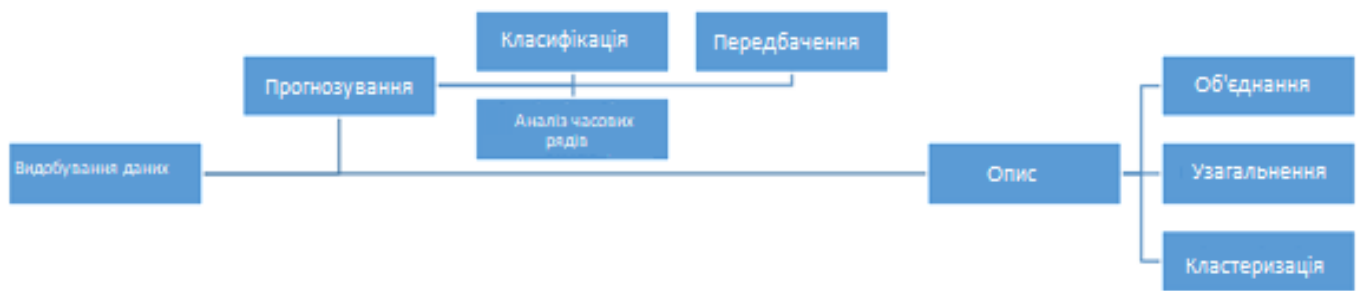 Класифікація
Передбачення
Прогнозування
Об'єднання
Аналіз часових
рядів
Видобування даних
Опис
Узагальнення
Кластеризація